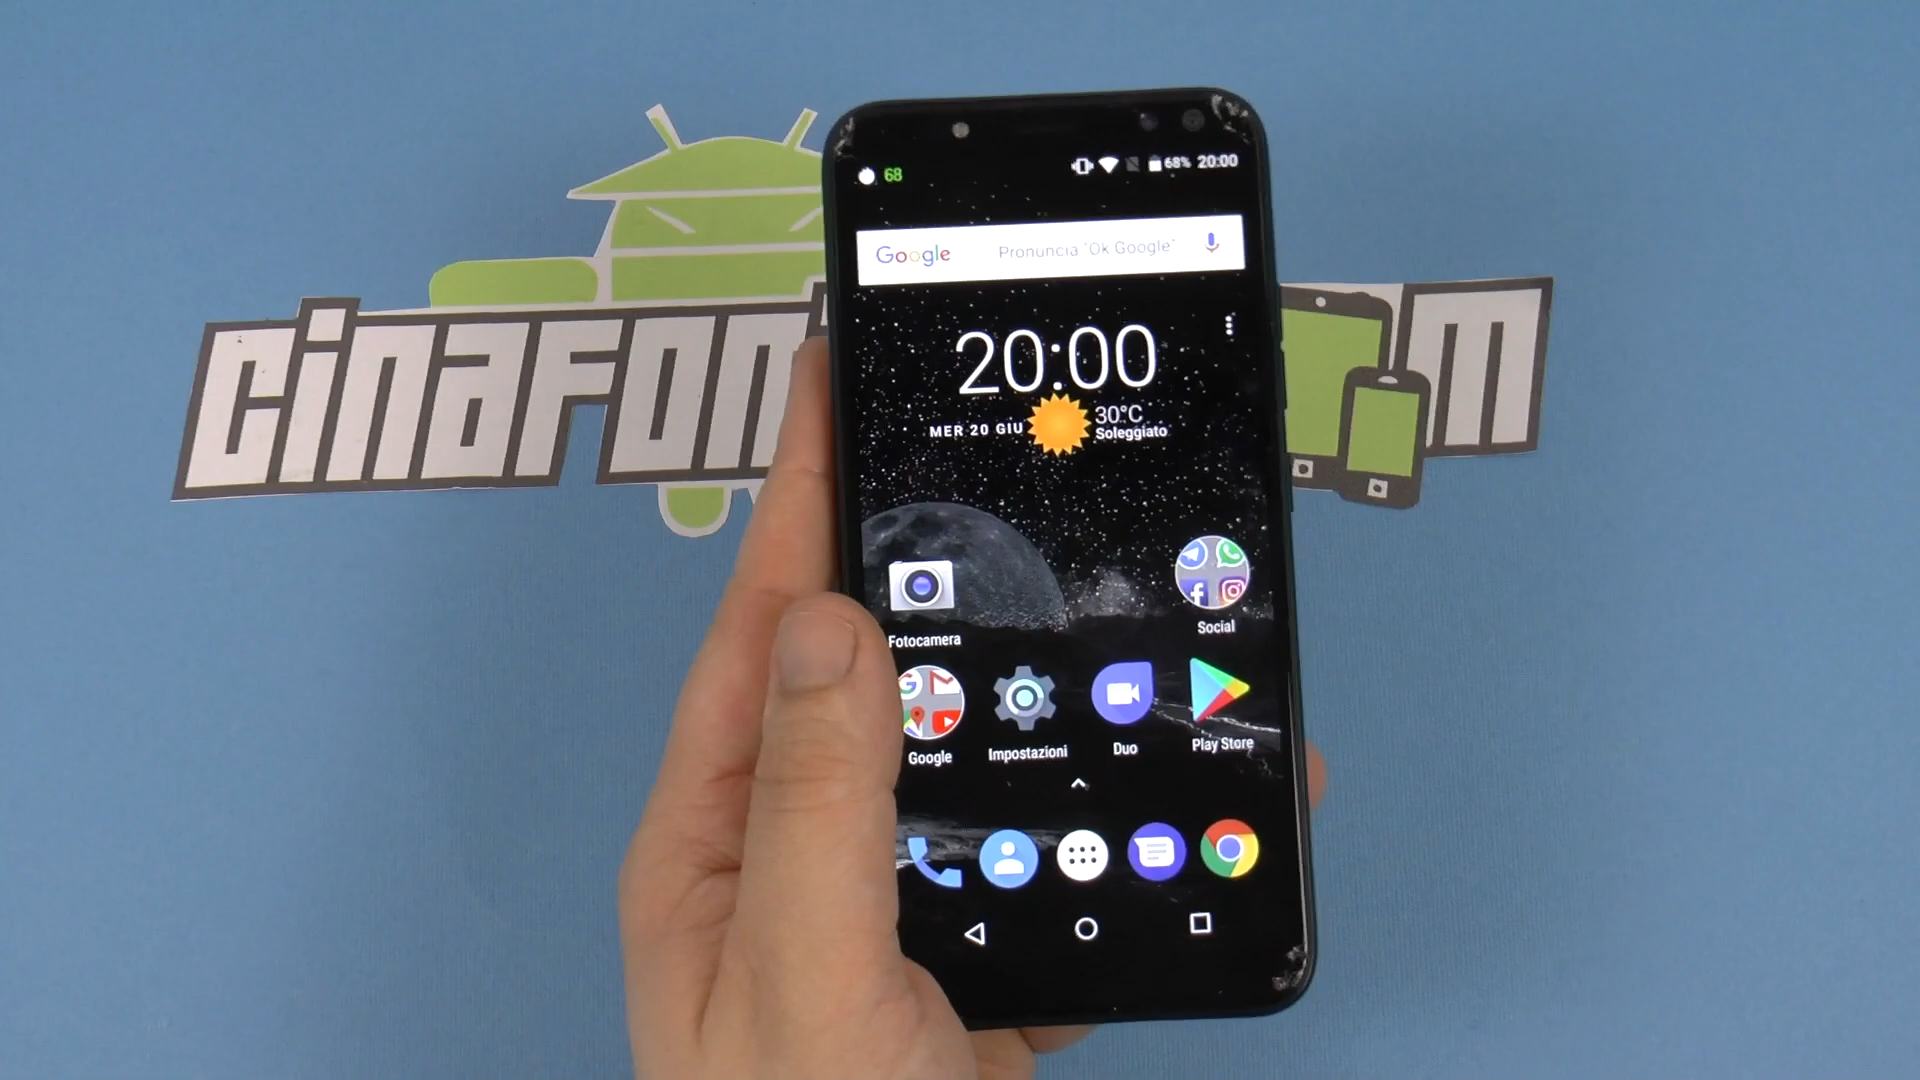 68
68% 20:00
Google Pronuncia "Ok Google"
20:00
MER 20 GIU
30°C
Soleggiato
CINAFON
M
Fotocamera
Social
Google
Impostazioni
Duo
Play Store